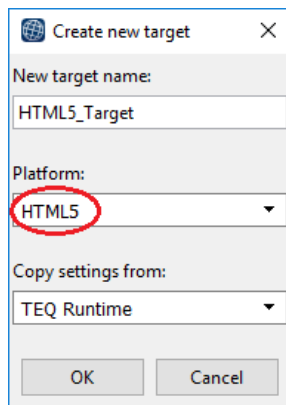 Create new target
New target name:
HTML5_Target
Platform:
HTML5
Copy settings from:
TEQ Runtime
OK Cancel